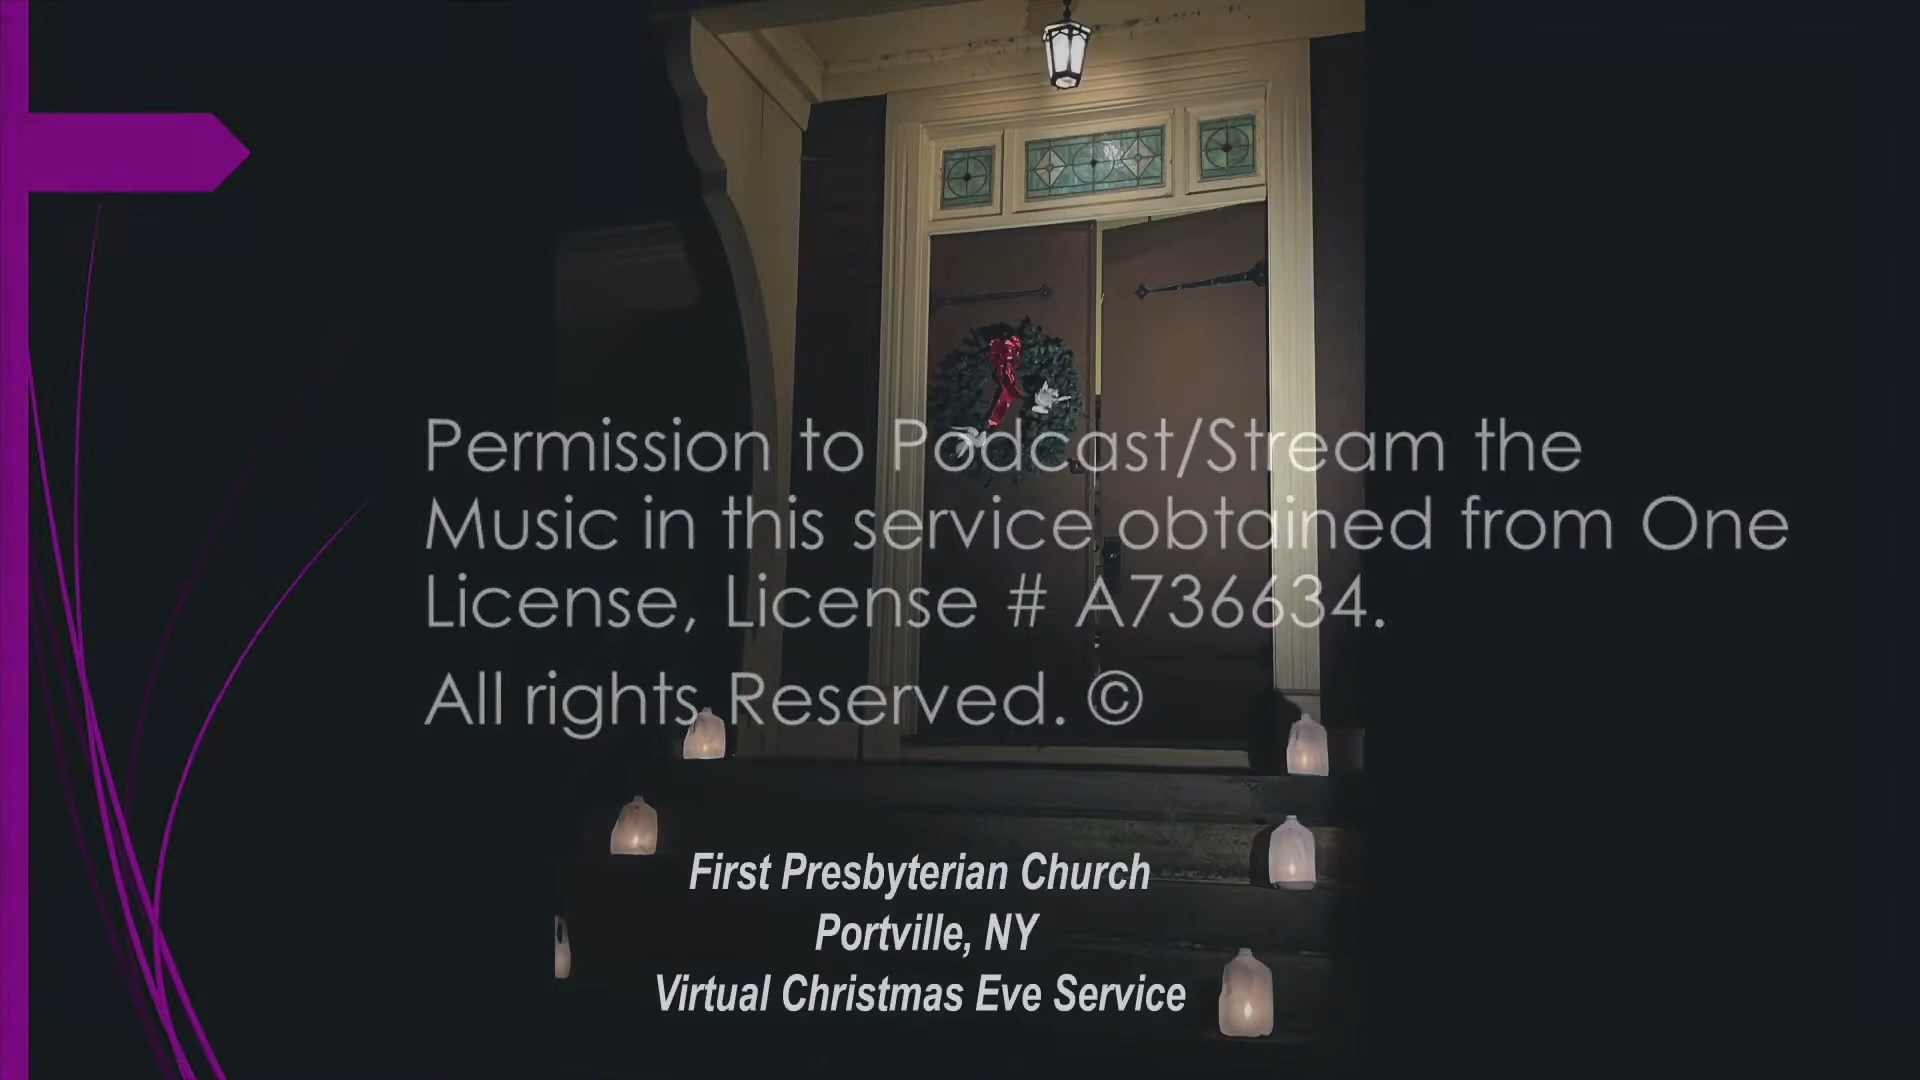 Permission to Podcast/Stream the
Music in this service obtained from One
License, License # A736634.
All rights Reserved. ©
First Presbyterian Church
Portville, NY
Virtual Christmas Eve Service